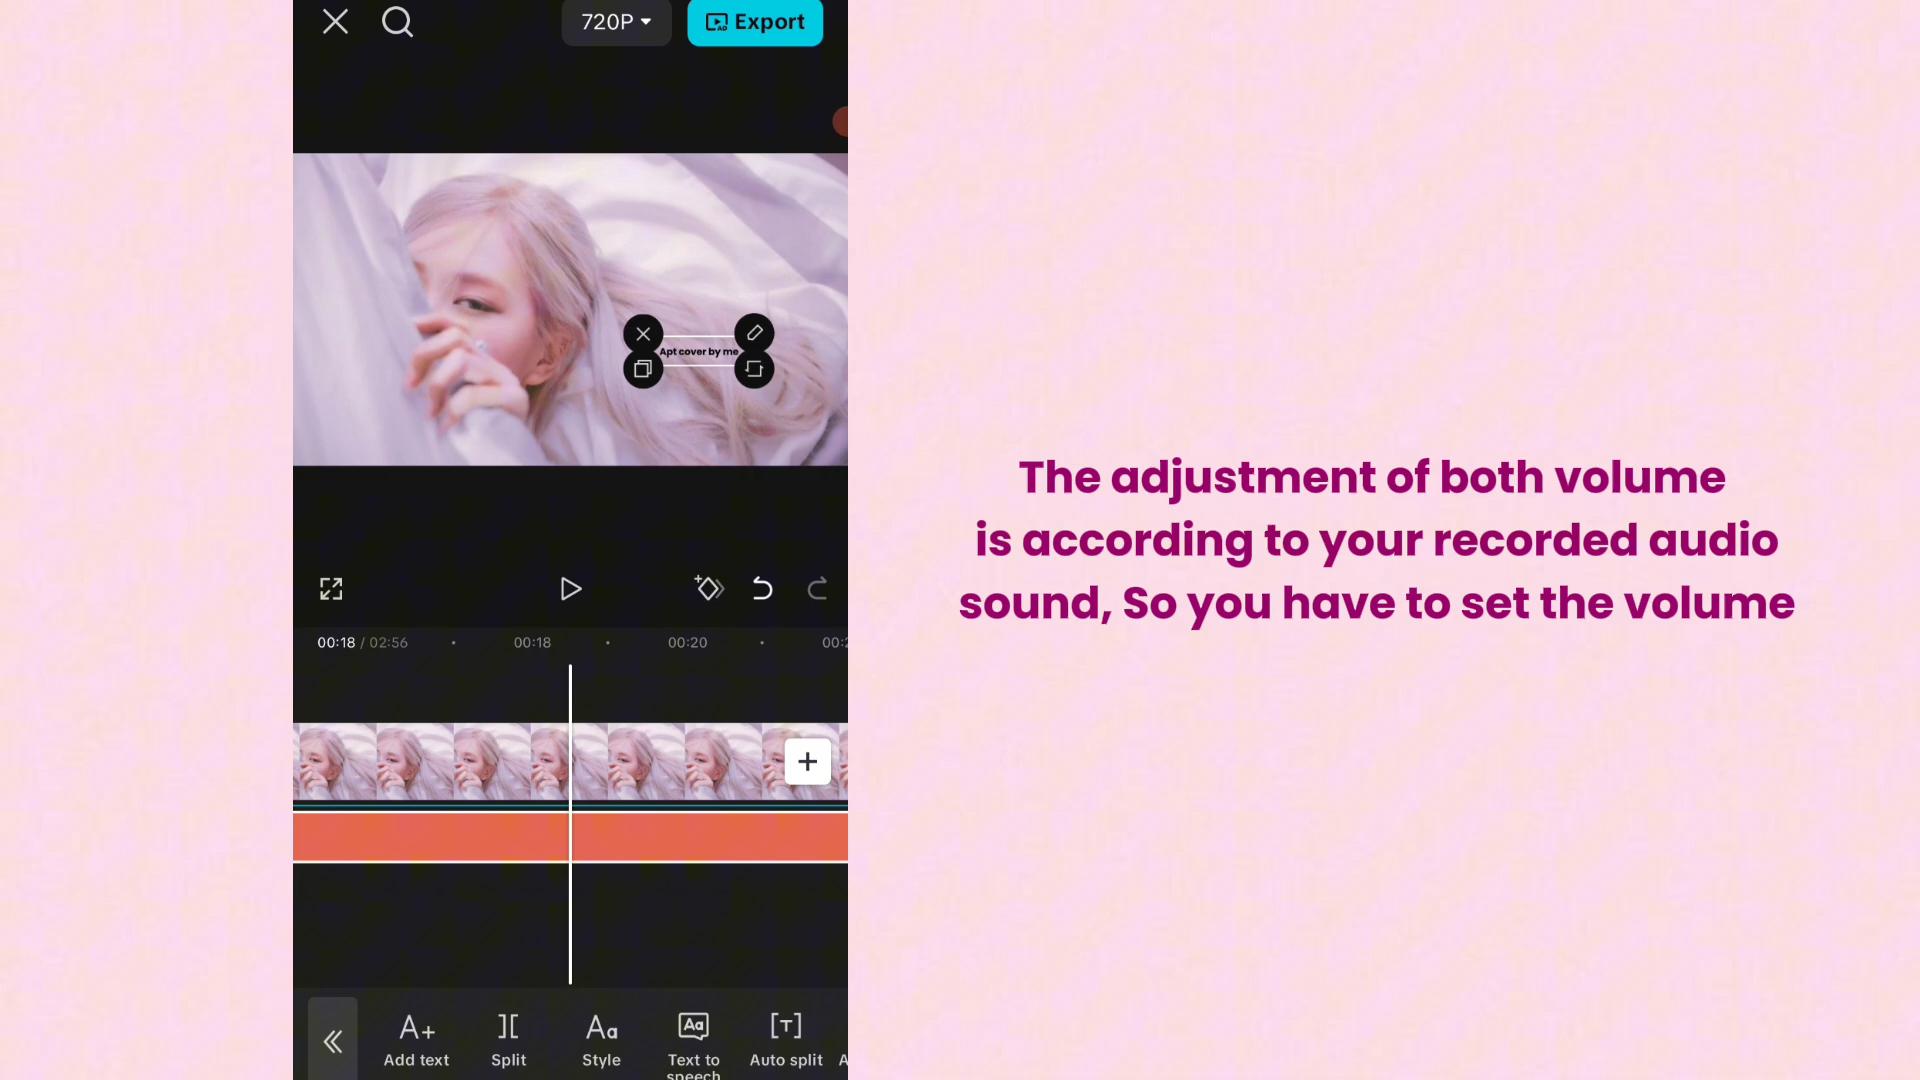 720P
Export
Apt cover by me
The adjustment of both volume
is according to your recorded audio
sound, So you have to set the volume
00:18 / 02:56
00:18
00:20
Add text
Split
Style
Text to
speech
Auto split